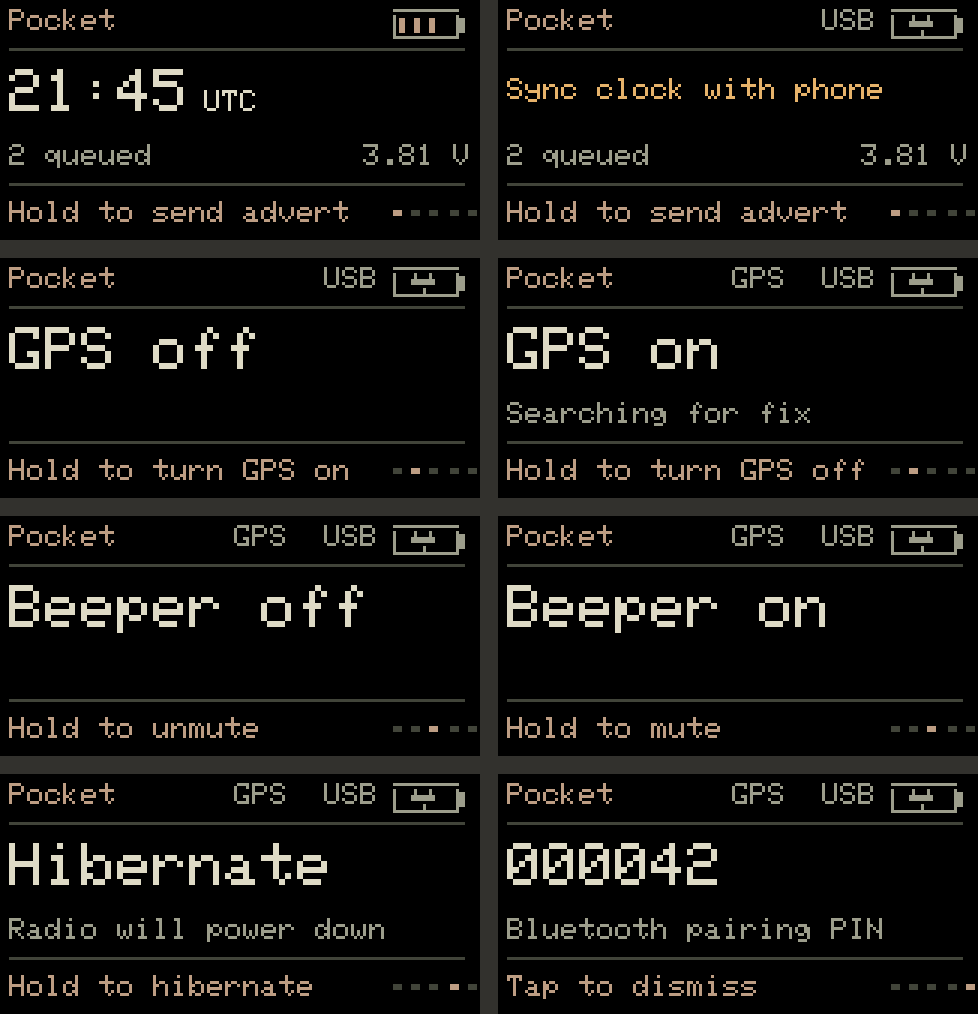 Pocket
21:45 UTC
2 queued 3.81 V
Hold to send advert
Pocket USB
Sync clock with phone
2 queued 3.81 V
Hold to send advert
Pocket USB
GPS off
Hold to turn GPS on
Pocket GPS USB
GPS on
Searching for fix
Hold to turn GPS off
Pocket GPS USB
Beeper off
Hold to unmute
Pocket GPS USB
Beeper on
Hold to mute
Pocket GPS USB
Hibernate
Radio will power down
Hold to hibernate
Pocket GPS USB
000042
Bluetooth pairing PIN
Tap to dismiss